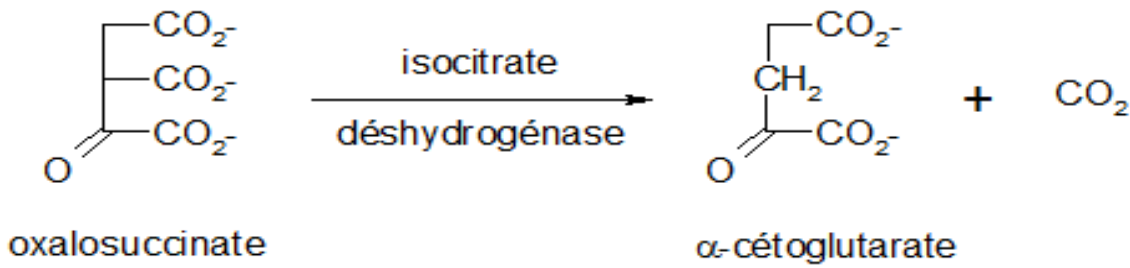 CO₂⁻
CO₂⁻
CO₂⁻
O
oxalosuccinate
isocitrate
déshydrogénase
CO₂⁻
CH₂
CO₂⁻
O
α-cétoglutarate
+
CO₂